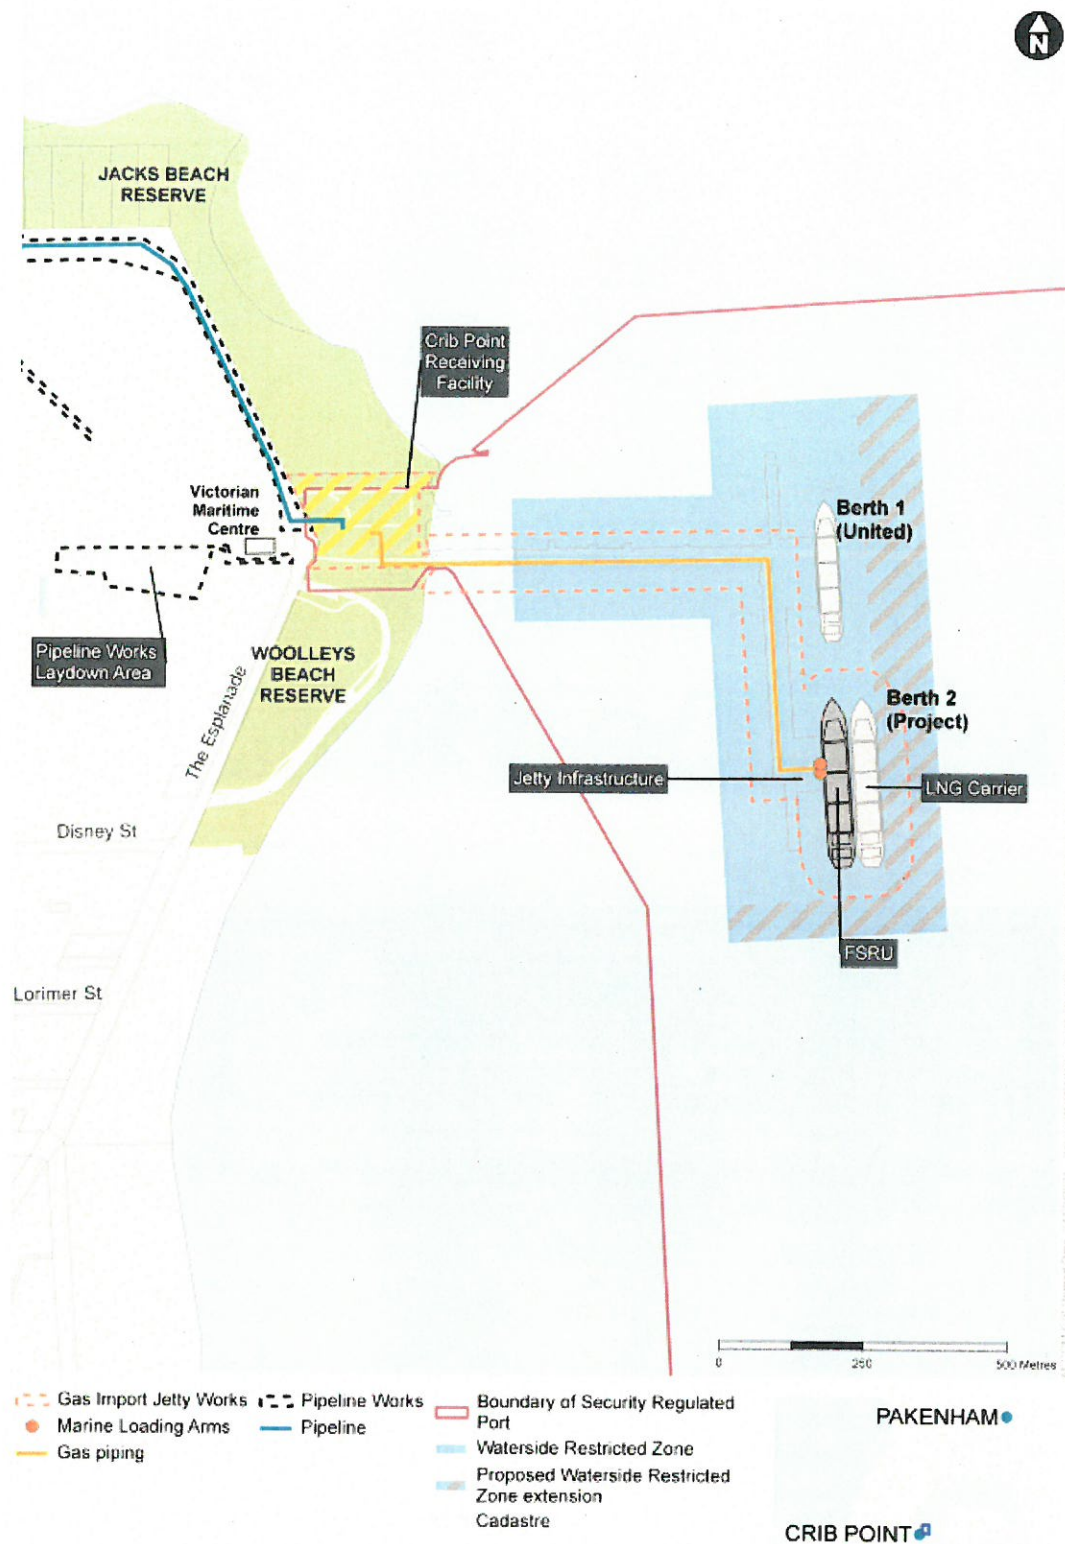 N
JACKS BEACH
RESERVE
Crib Point
Receiving
Facility
Victorian
Maritime
Centre
Berth 1
(United)
Pipeline Works
Laydown Area
WOOLLEYS
BEACH
RESERVE
The Esplanade
Berth 2
(Project)
Jetty Infrastructure
LNG Carrier
Disney St
FSRU
Lorimer St
0 250 500 Metres
Gas Import Jetty Works
Marine Loading Arms
Gas piping
Pipeline Works
Pipeline
Boundary of Security Regulated
Port
Waterside Restricted Zone
Proposed Waterside Restricted
Zone extension
Cadastre
PAKENHAM
CRIB POINT